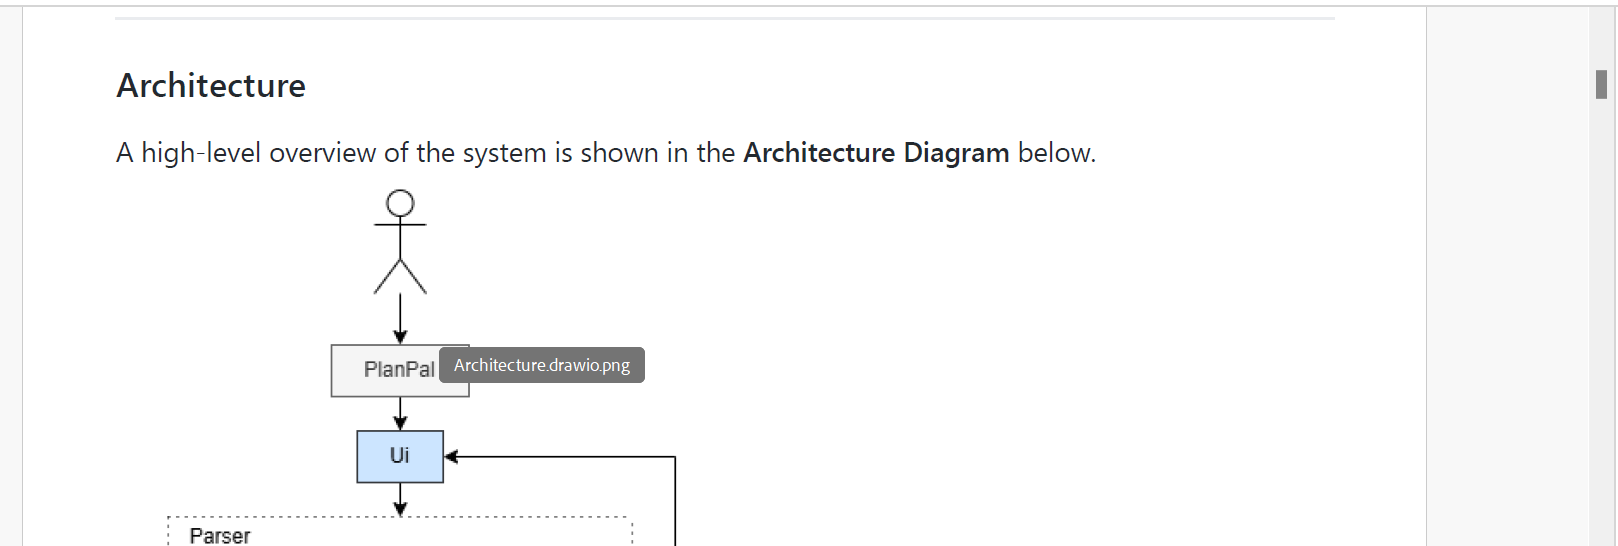 Architecture
A high-level overview of the system is shown in the Architecture Diagram below.
PlanPal
Architecture.drawio.png
Ui
Parser